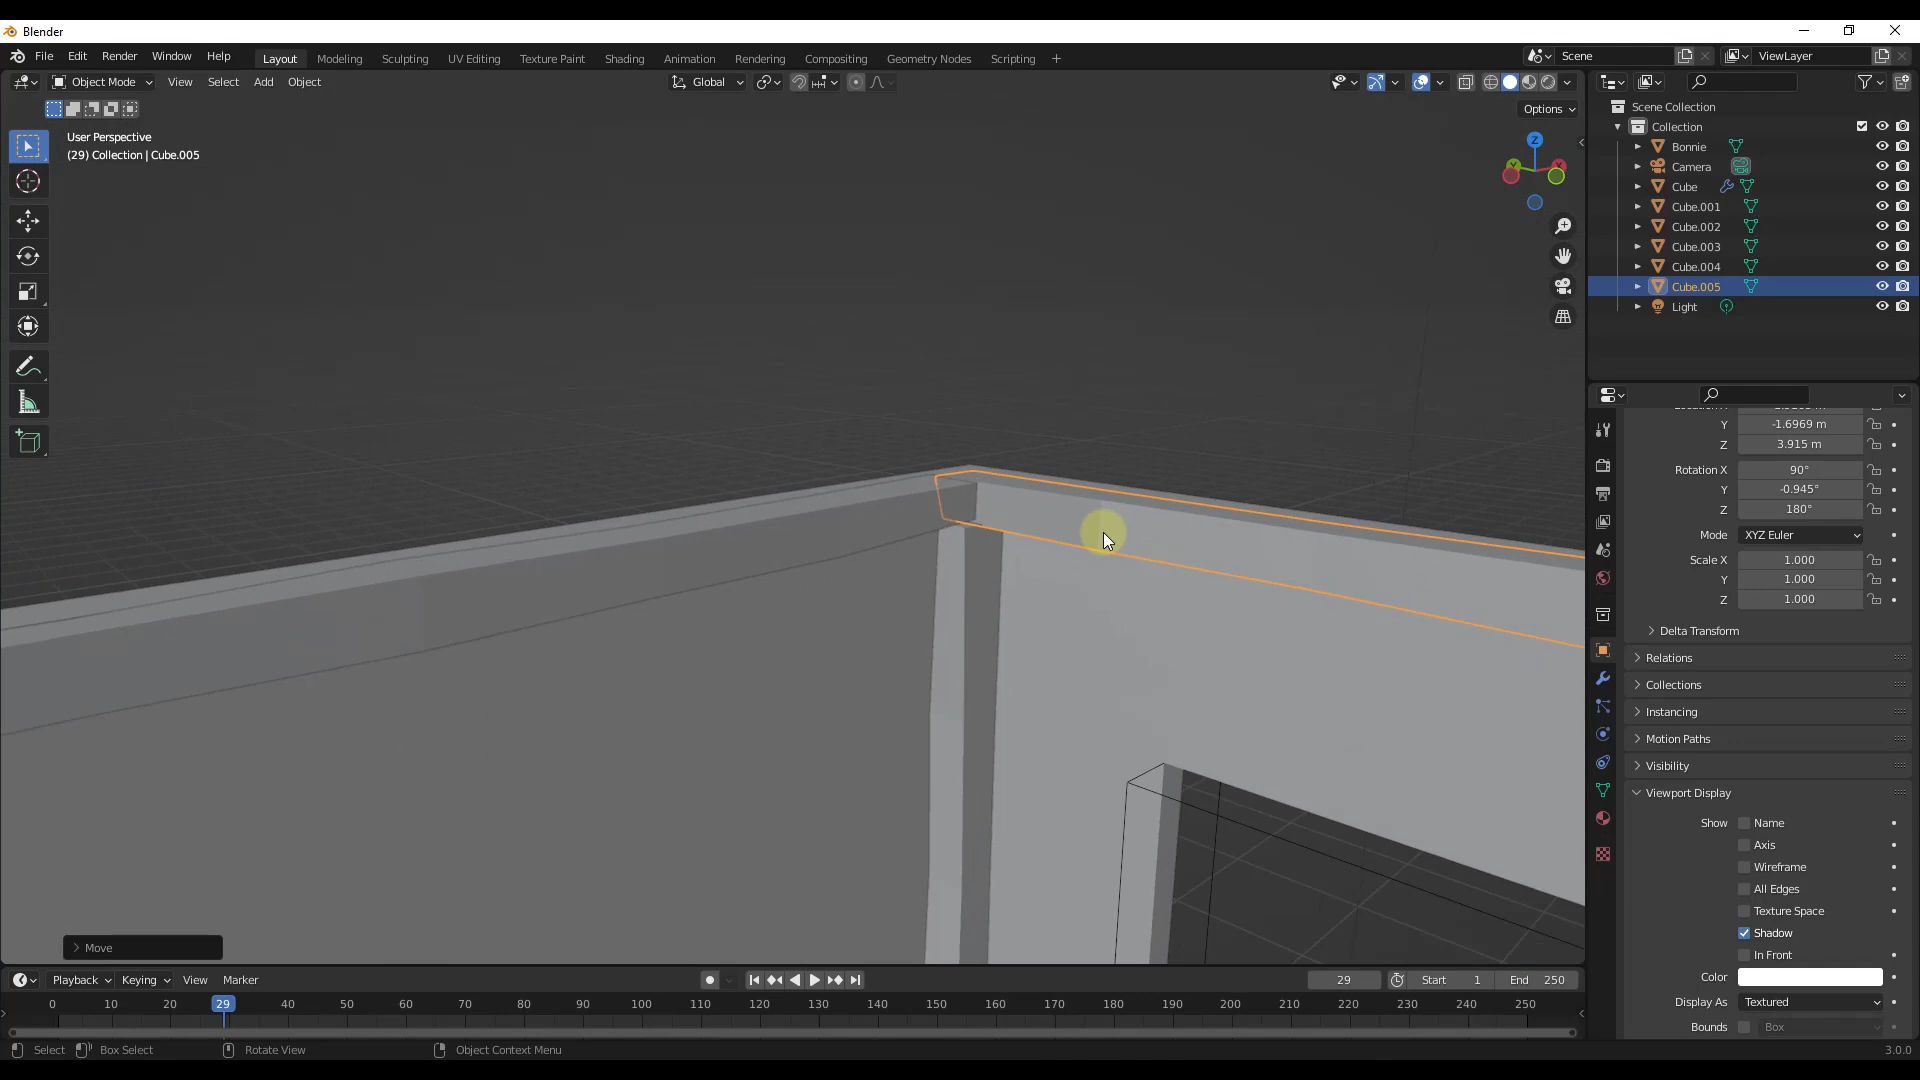 Blender
File Edit Render Window Help Layout Modeling Sculpting UV Editing Texture Paint Shading Animation Rendering Compositing Geometry Nodes Scripting + Scene ViewLayer
Object Mode View Select Add Object Global
Options
User Perspective
(29) Collection | Cube.005
Z
Scene Collection
Collection
Bonnie
Camera
Cube
Cube.001
Cube.002
Cube.003
Cube.004
Cube.005
Light
Y -1.6969 m
Z 3.915 m
Rotation X 90°
Y -0.945°
Z 180°
Mode XYZ Euler
Scale X 1.000
Y 1.000
Z 1.000
Delta Transform
Relations
Collections
Instancing
Motion Paths
Visibility
Viewport Display
Show Name
Axis
Wireframe
All Edges
Texture Space
Shadow
In Front
Color
Display As Textured
Bounds Box
Move
Playback Keying View Marker 29 Start 1 End 250
0 10 20 29 40 50 60 70 80 90 100 110 120 130 140 150 160 170 180 190 200 210 220 230 240 250
Select Box Select Rotate View Object Context Menu 3.0.0